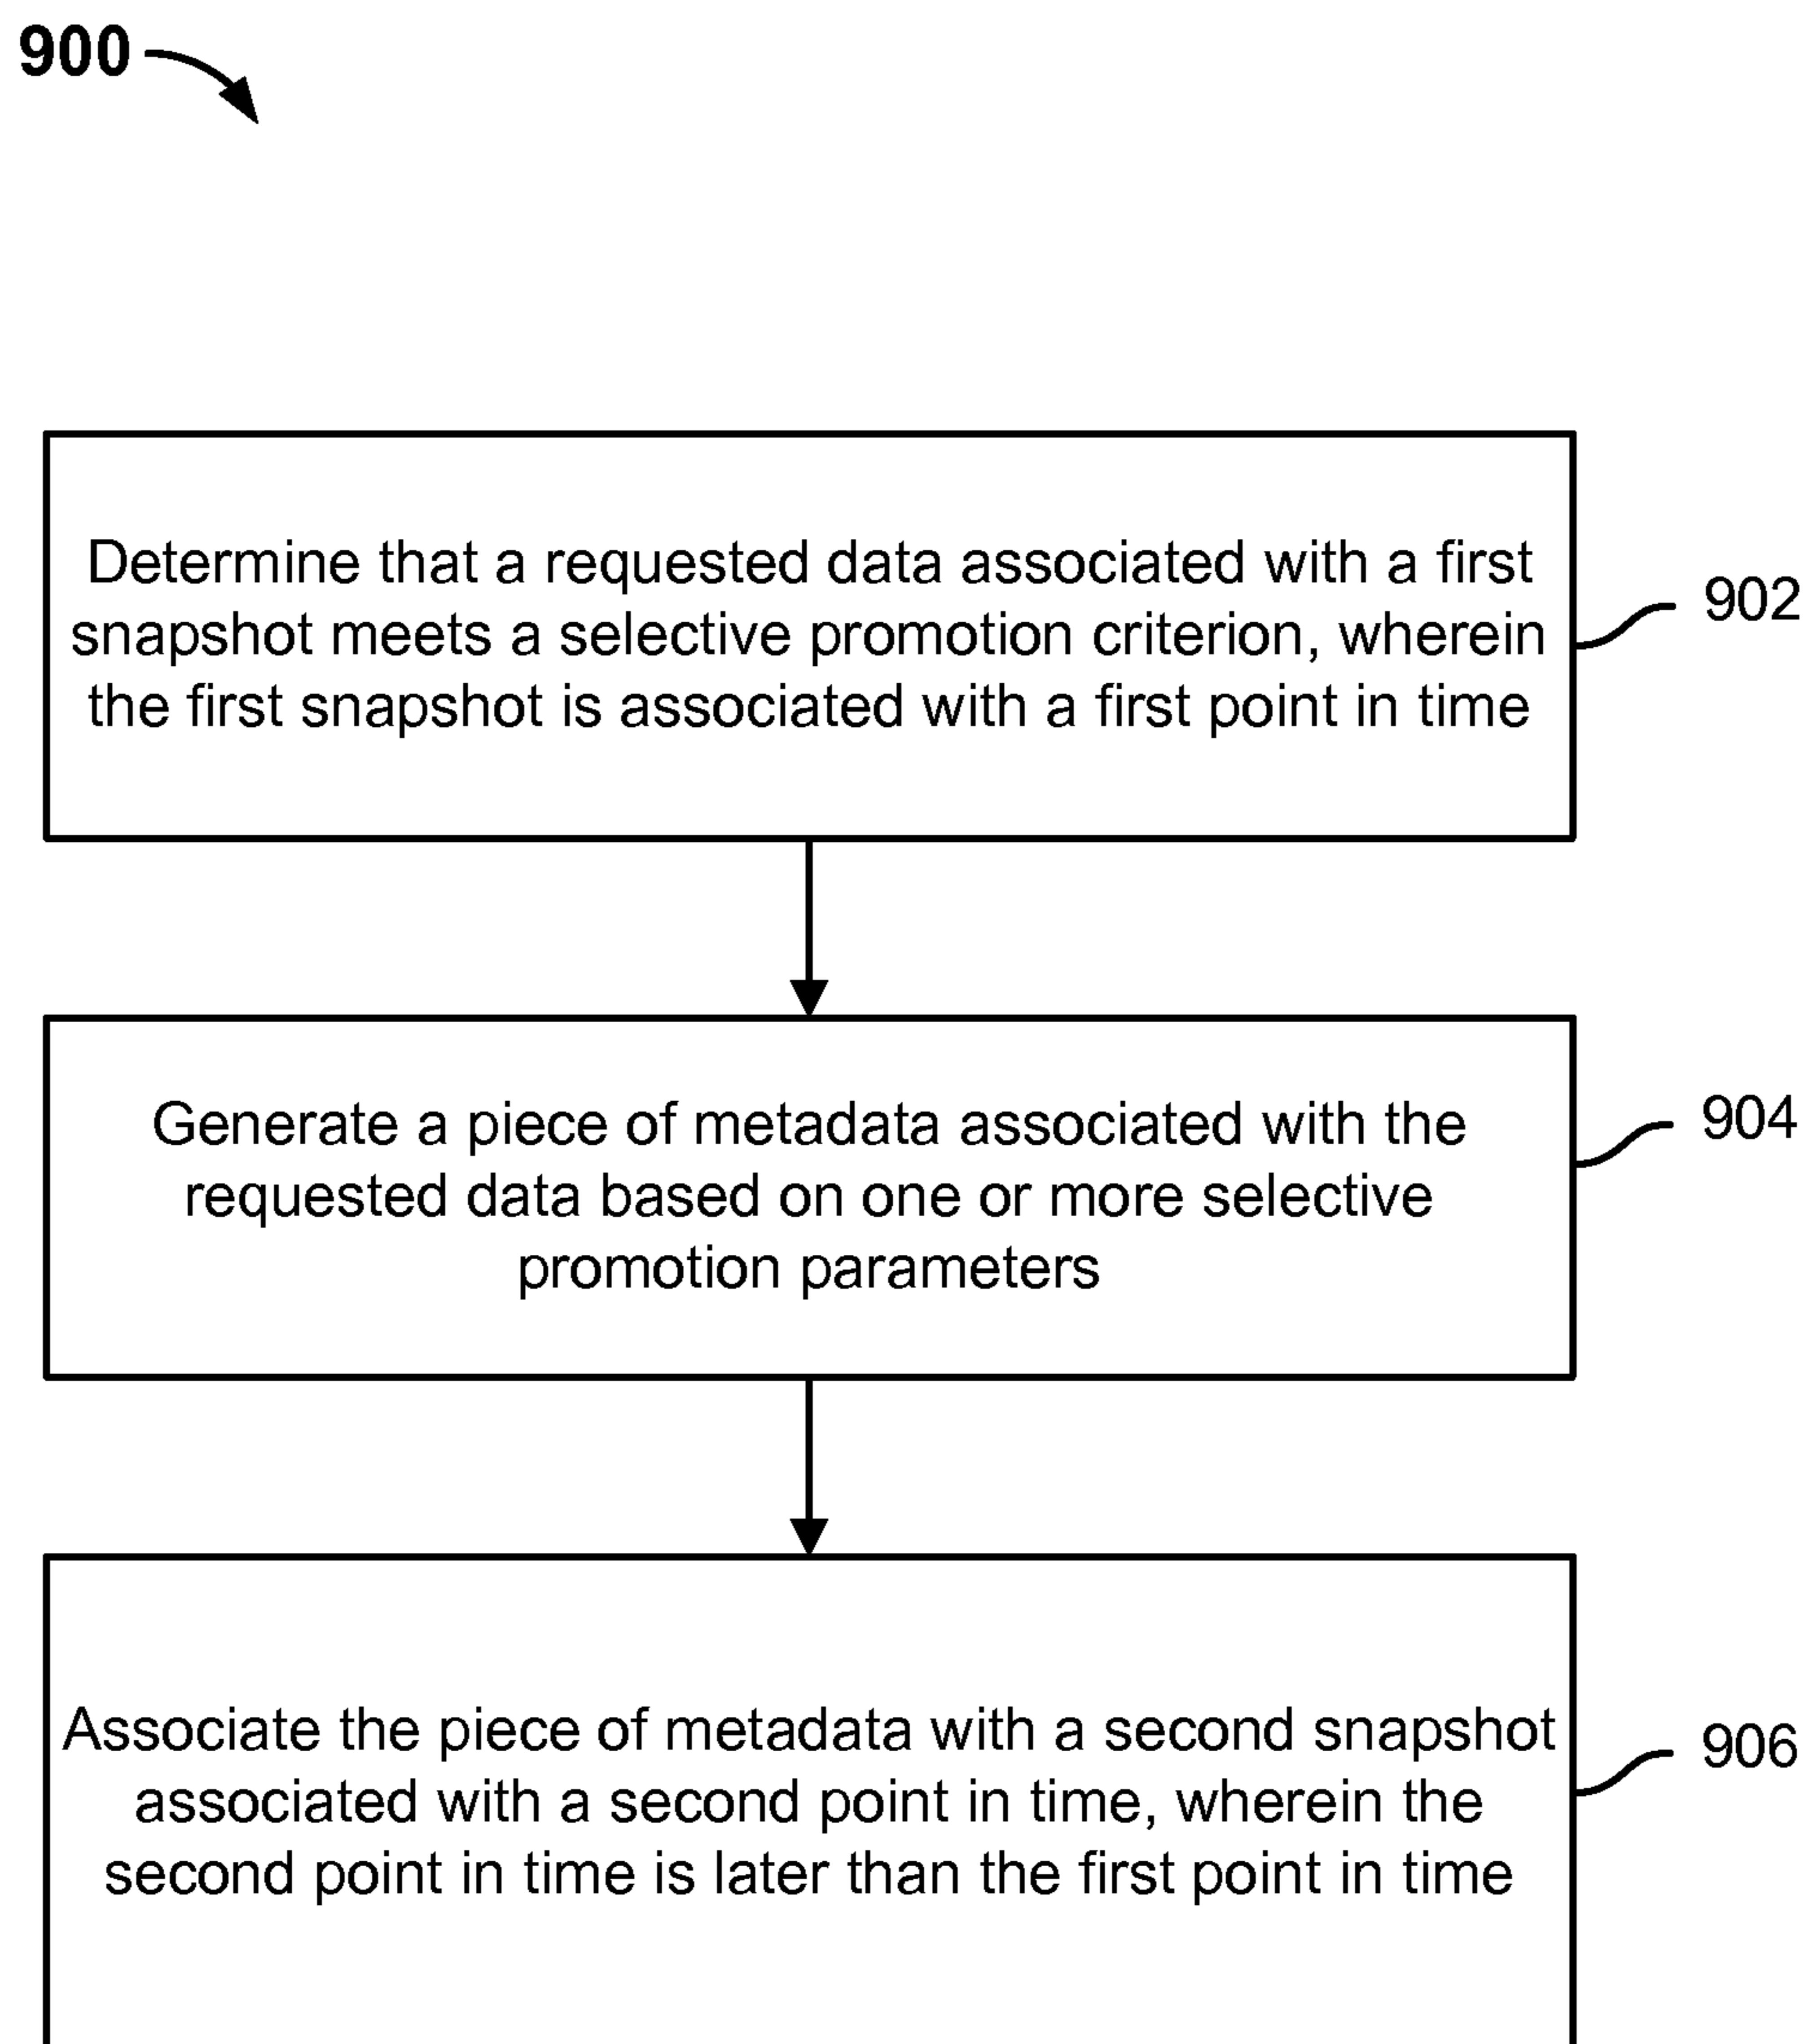 900
Determine that a requested data associated with a first
snapshot meets a selective promotion criterion, wherein
the first snapshot is associated with a first point in time
902
Generate a piece of metadata associated with the
requested data based on one or more selective
promotion parameters
904
Associate the piece of metadata with a second snapshot
associated with a second point in time, wherein the
second point in time is later than the first point in time
906